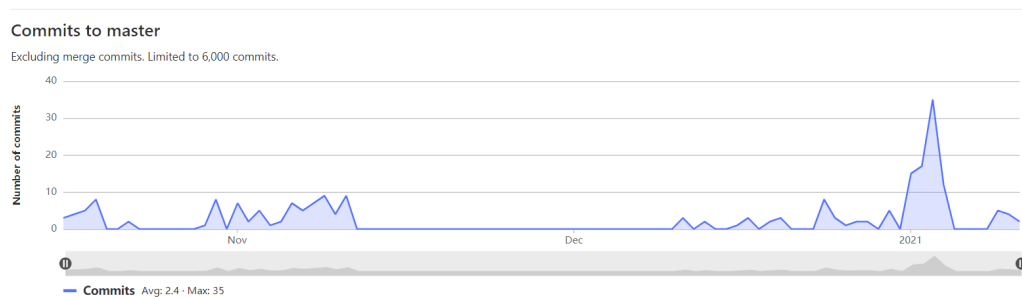 Commits to master
Excluding merge commits. Limited to 6,000 commits.
Number of commits
40
30
20
10
0
Nov
Dec
2021
Commits Avg: 2.4 · Max: 35